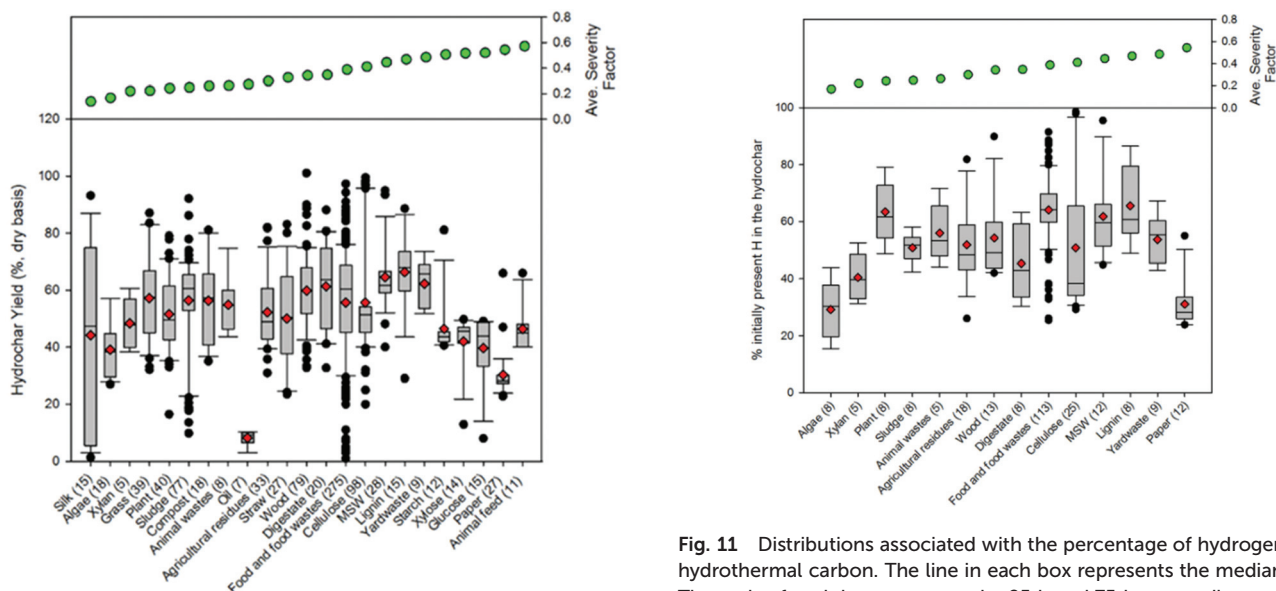 0.8
0.6
0.4
0.2
0.0
Ave. Severity
Factor
120
100
80
60
40
20
0
Hydrochar Yield (%, dry basis)
Silk (15)
Algae (18)
Xylan (5)
Grass (39)
Plant (40)
Sludge (77)
Compost (18)
Animal wastes (8)
Oil (7)
Agricultural residues (33)
Straw (27)
Wood (79)
Digestate (20)
Food and food wastes (275)
Cellulose (98)
MSW (28)
Lignin (15)
Yardwaste (9)
Starch (12)
Xylose (14)
Glucose (15)
Paper (27)
Animal feed (11)
0.8
0.6
0.4
0.2
0.0
Ave. Severity
Factor
100
80
60
40
20
0
% initially present H in the hydrochar
Algae (8)
Xylan (5)
Plant (8)
Sludge (8)
Animal wastes (5)
Agricultural residues (18)
Wood (13)
Digestate (8)
Food and food wastes (113)
Cellulose (25)
MSW (12)
Lignin (8)
Yardwaste (9)
Paper (12)
Fig. 11 Distributions associated with the percentage of hydrogen
hydrothermal carbon. The line in each box represents the median